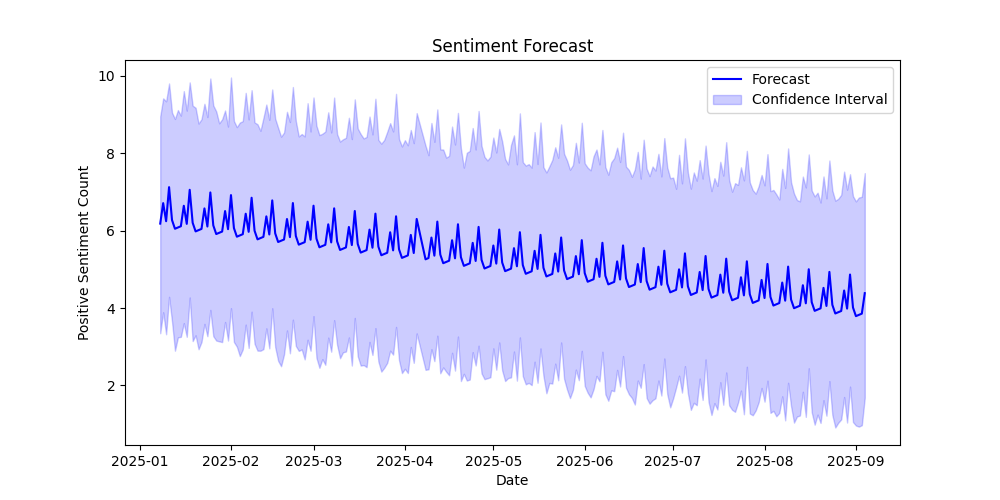 Sentiment Forecast
Forecast
Confidence Interval
Positive Sentiment Count
10
8
6
4
2
2025-01 2025-02 2025-03 2025-04 2025-05 2025-06 2025-07 2025-08 2025-09
Date